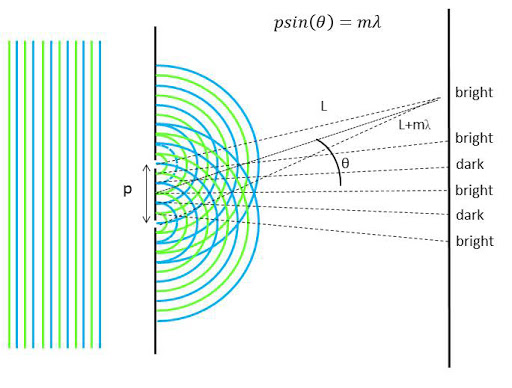 psin(θ) = mλ
bright
L
L+mλ
bright
θ
dark
p
bright
dark
bright